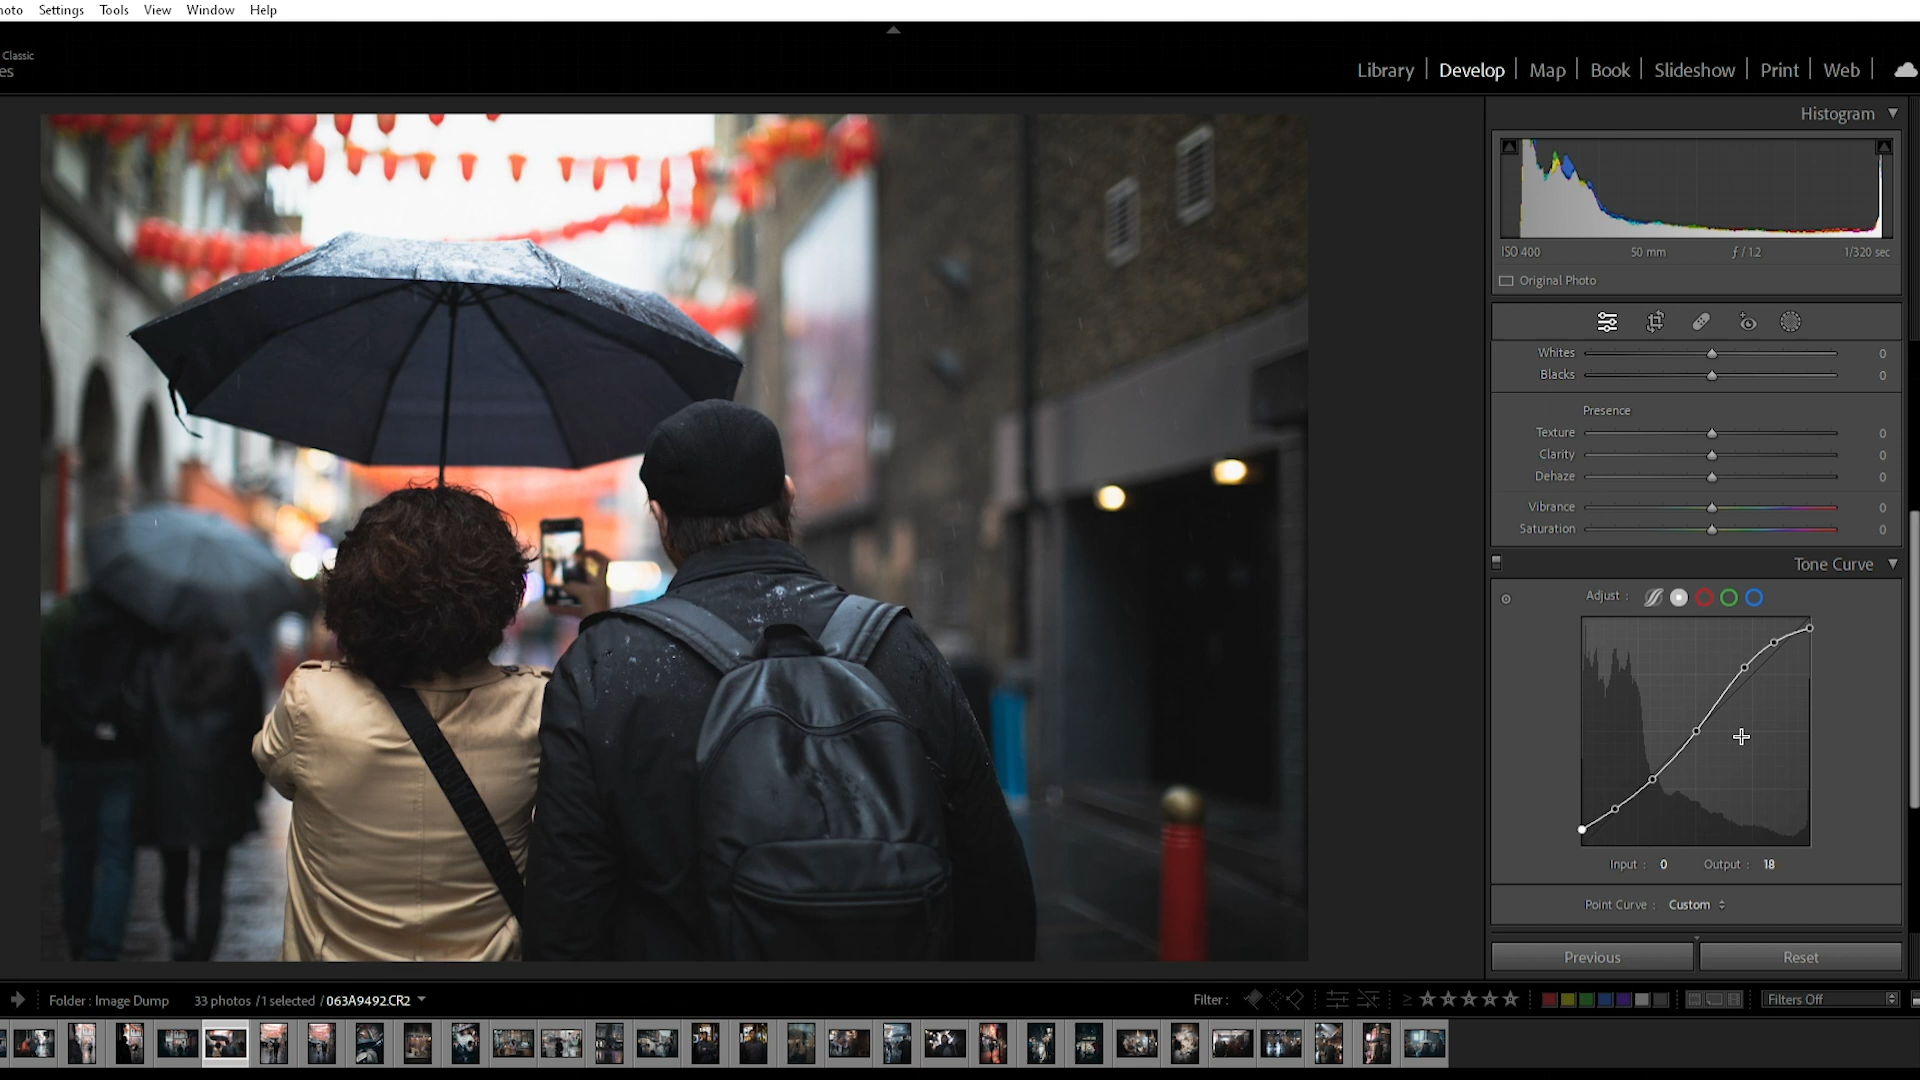 hoto Settings Tools View Window Help
Classic
es
Library | Develop | Map | Book | Slideshow | Print | Web |
Histogram
ISO 400 50 mm ƒ / 1.2 1/320 sec
Original Photo
Whites 0
Blacks 0
Presence
Texture 0
Clarity 0
Dehaze 0
Vibrance 0
Saturation 0
Tone Curve
Adjust :
Input : 0 Output : 18
Point Curve : Custom
Previous Reset
Folder : Image Dump 33 photos / 1 selected / 063A9492.CR2 Filter : Filters Off